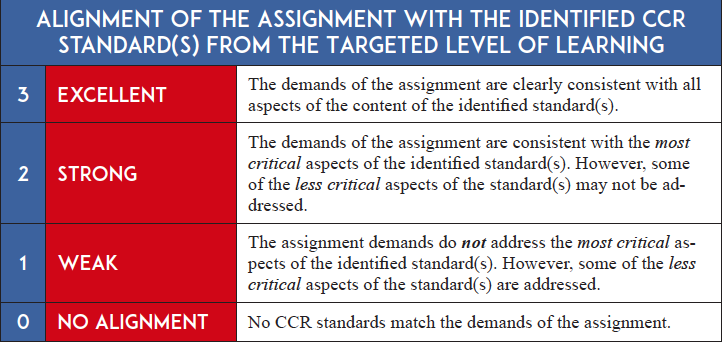 ALIGNMENT OF THE ASSIGNMENT WITH THE IDENTIFIED CCR
STANDARD(S) FROM THE TARGETED LEVEL OF LEARNING
3 EXCELLENT
The demands of the assignment are clearly consistent with all
aspects of the content of the identified standard(s).
2 STRONG
The demands of the assignment are consistent with the most
critical aspects of the identified standard(s). However, some
of the less critical aspects of the standard(s) may not be ad-
dressed.
1 WEAK
The assignment demands do not address the most critical as-
pects of the identified standard(s). However, some of the less
critical aspects of the standard(s) are addressed.
0 NO ALIGNMENT
No CCR standards match the demands of the assignment.